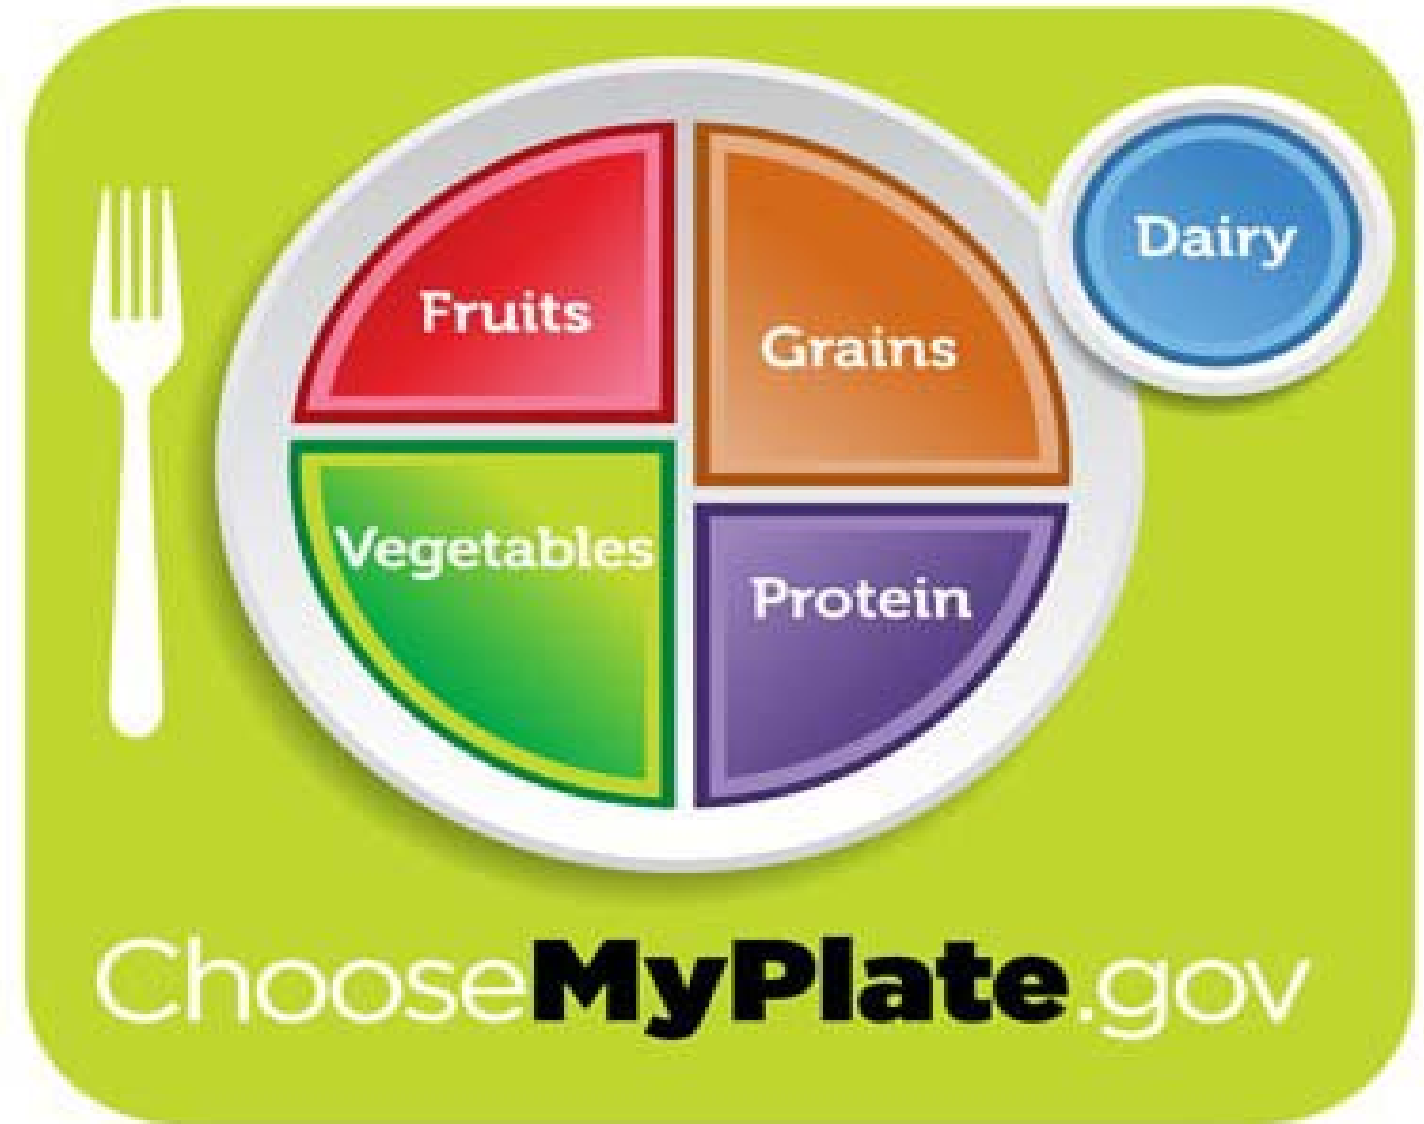 Dairy
Fruits
Grains
Vegetables
Protein
ChooseMyPlate.gov